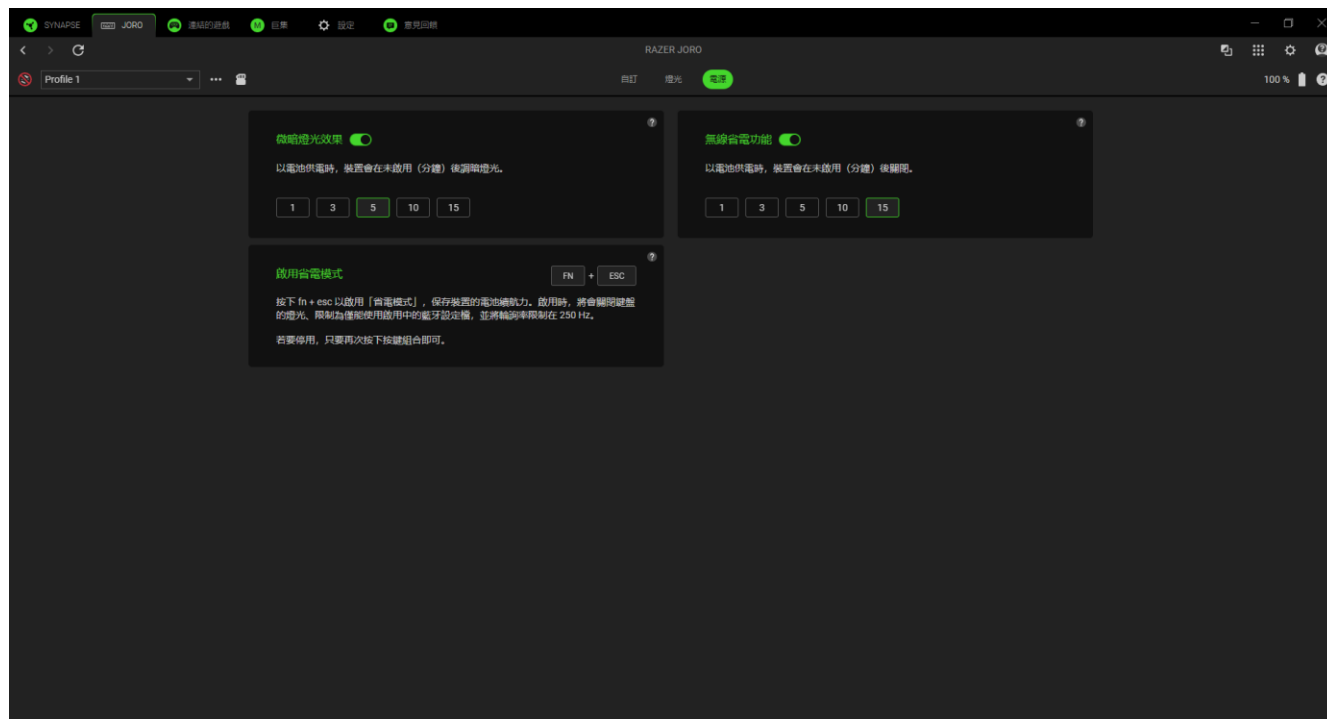 SYNAPSE JORO 連結的遊戲 巨集 設定 意見回饋
RAZER JORO
Profile 1 自訂 燈光 電源 100 %
微暗燈光效果
以電池供電時，裝置會在未啟用（分鐘）後調暗燈光。
1 3 5 10 15
無線省電功能
以電池供電時，裝置會在未啟用（分鐘）後關閉。
1 3 5 10 15
啟用省電模式 FN + ESC
按下 fn + esc 以啟用「省電模式」，保存裝置的電池續航力。啟用時，將會關閉鍵盤
的燈光、限制為僅能使用啟用中的藍牙設定檔，並將輪詢率限制在 250 Hz。
若要停用，只要再次按下按鍵組合即可。